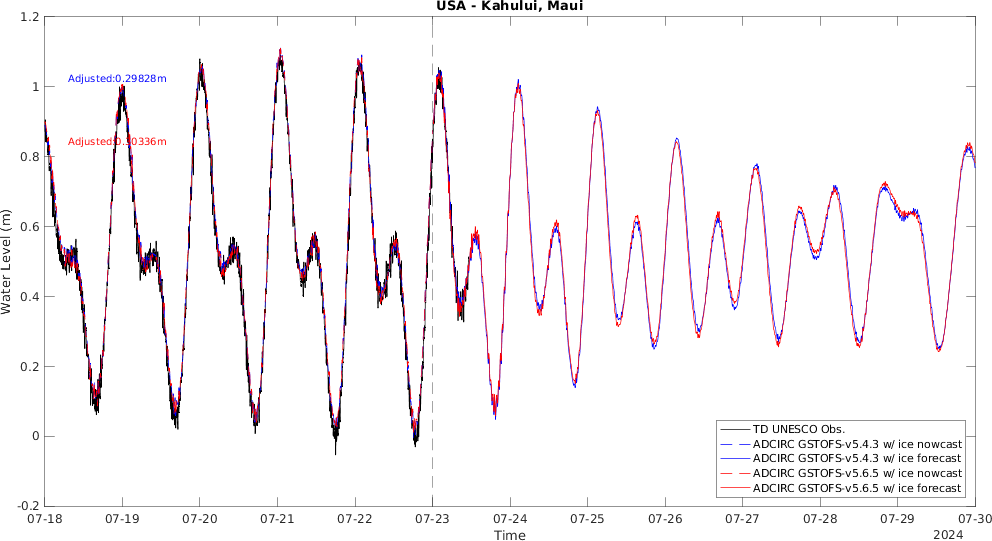 USA - Kahului, Maui
1.2
1
0.8
0.6
0.4
0.2
0
-0.2
Water Level (m)
Adjusted:0.29828m
Adjusted:0.30336m
TD UNESCO Obs.
ADCIRC GSTOFS-v5.4.3 w/ ice nowcast
ADCIRC GSTOFS-v5.4.3 w/ ice forecast
ADCIRC GSTOFS-v5.6.5 w/ ice nowcast
ADCIRC GSTOFS-v5.6.5 w/ ice forecast
07-18 07-19 07-20 07-21 07-22 07-23 07-24 07-25 07-26 07-27 07-28 07-29 07-30
Time
2024